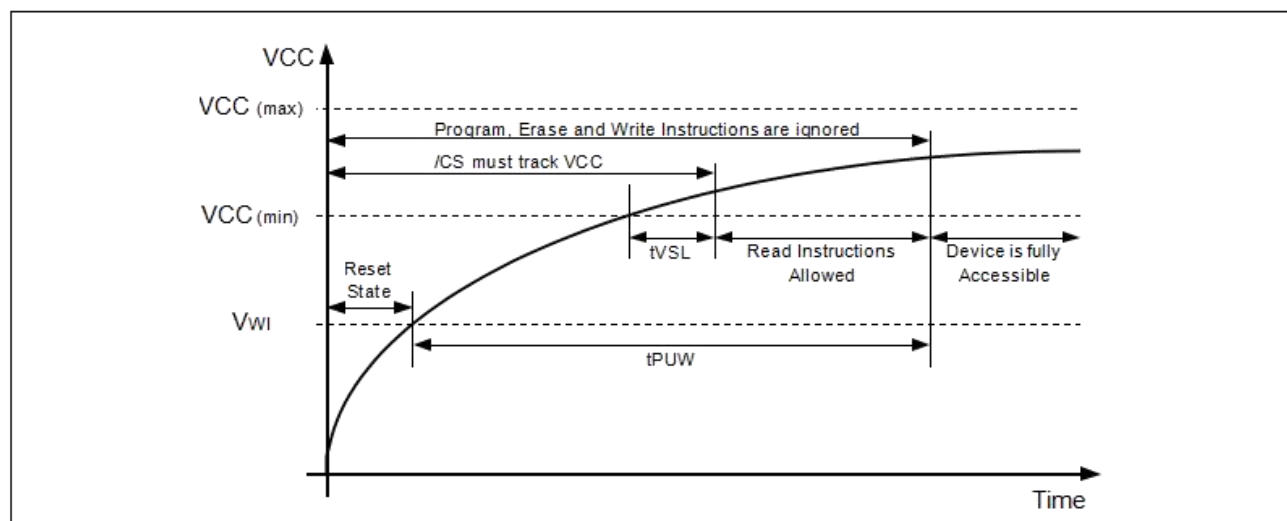 VCC
VCC (max)
Program, Erase and Write Instructions are ignored
/CS must track VCC
VCC (min)
tVSL
Read Instructions
Allowed
Device is fully
Accessible
Reset
State
VWI
tPUW
Time